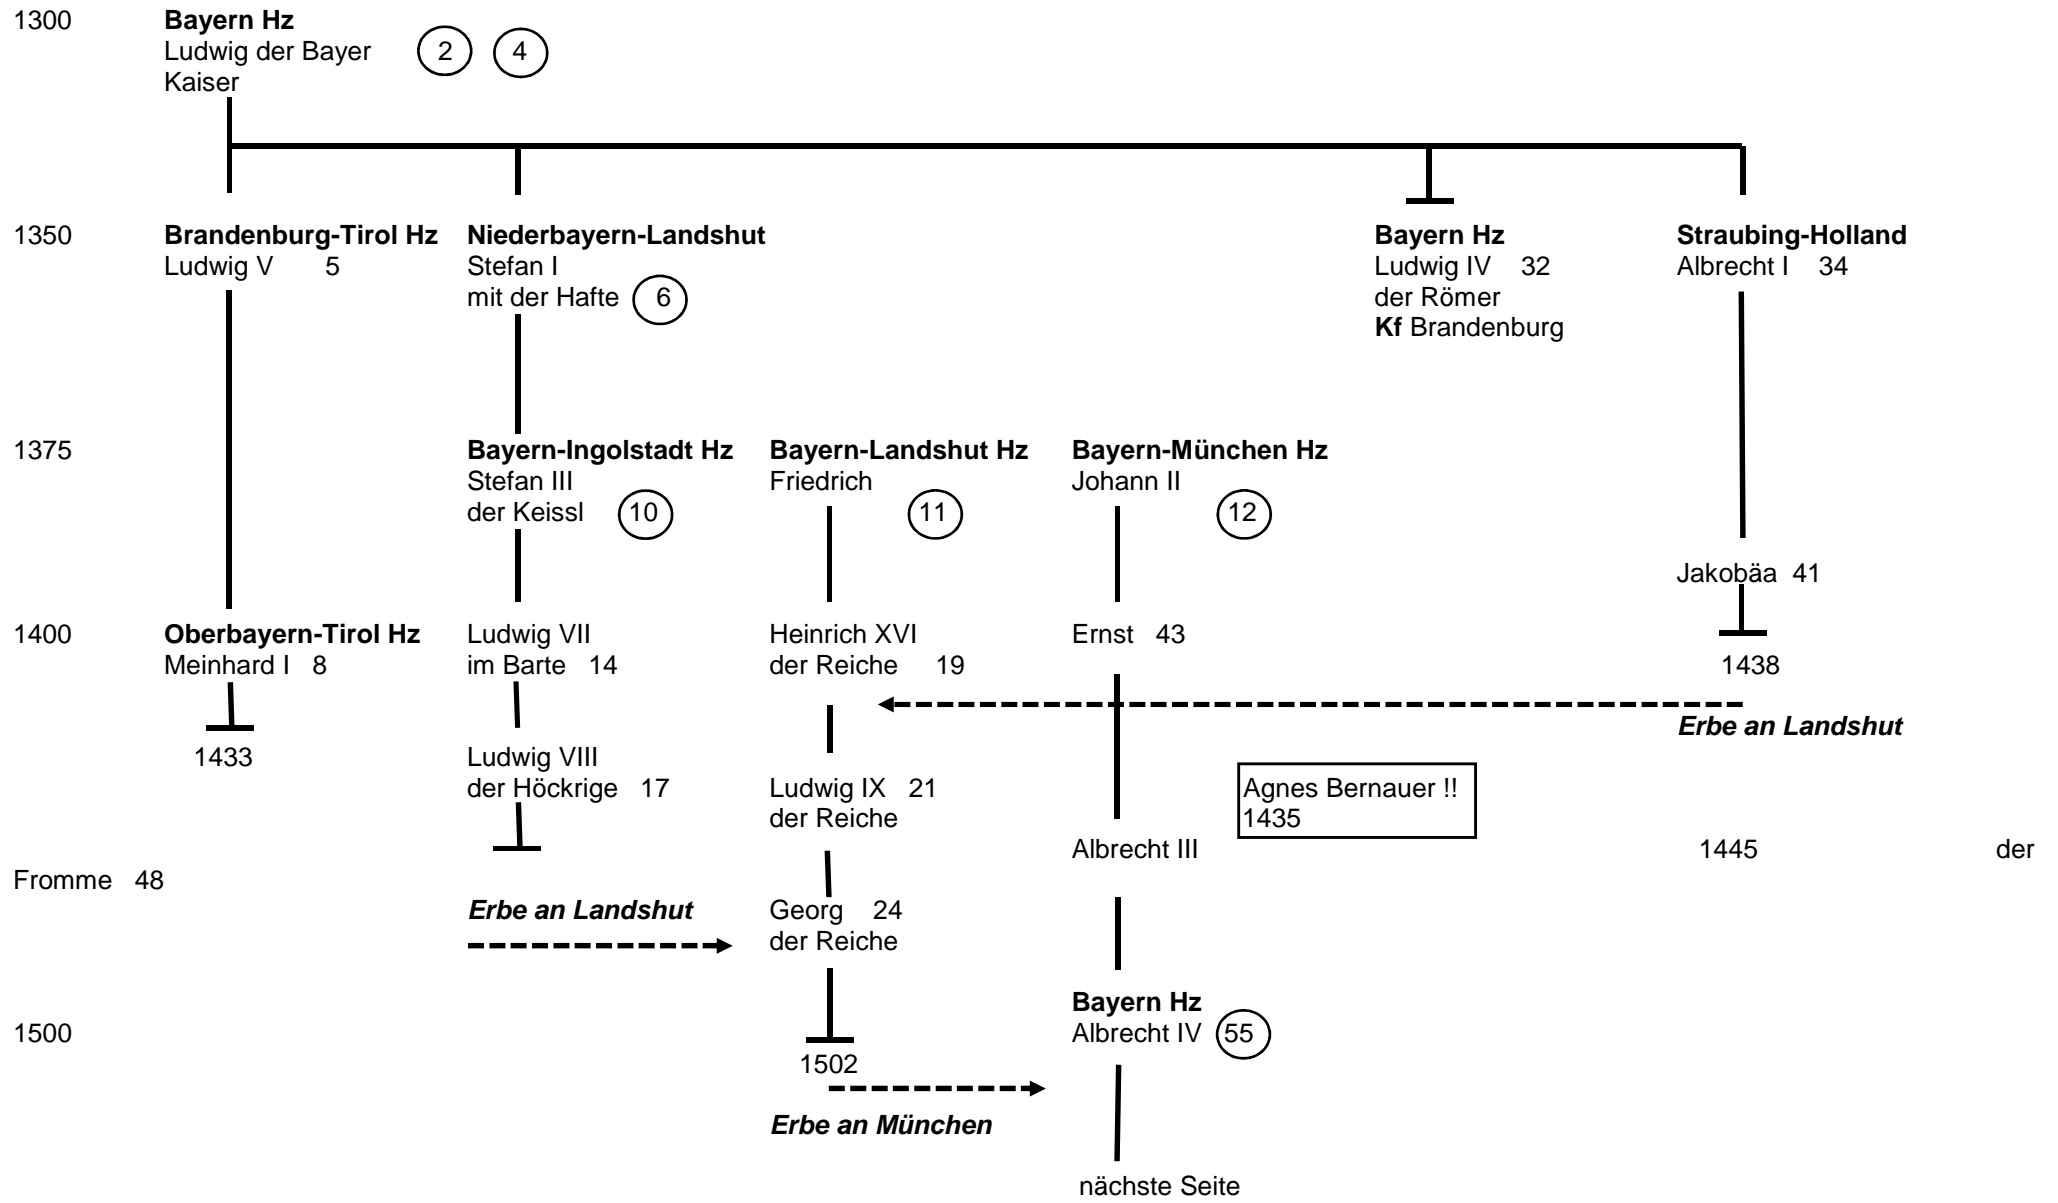 1300 Bayern Hz
Ludwig der Bayer 2 4
Kaiser
1350 Brandenburg-Tirol Hz Niederbayern-Landshut Bayern Hz Straubing-Holland
Ludwig V 5 Stefan I Ludwig IV 32 Albrecht I 34
mit der Hafte 6 der Römer
Kf Brandenburg
1375 Bayern-Ingolstadt Hz Bayern-Landshut Hz Bayern-München Hz
Stefan III Friedrich Johann II
der Keissl 10 11 12
Jakobäa 41
1400 Oberbayern-Tirol Hz Ludwig VII Heinrich XVI Ernst 43
Meinhard I 8 im Barte 14 der Reiche 19 1438
Erbe an Landshut
1433 Ludwig VIII
der Höckrige 17 Ludwig IX 21 Agnes Bernauer !!
der Reiche 1435
Albrecht III 1445 der
Fromme 48
Erbe an Landshut Georg 24
der Reiche
Bayern Hz
1500 Albrecht IV 55
1502
Erbe an München
nächste Seite